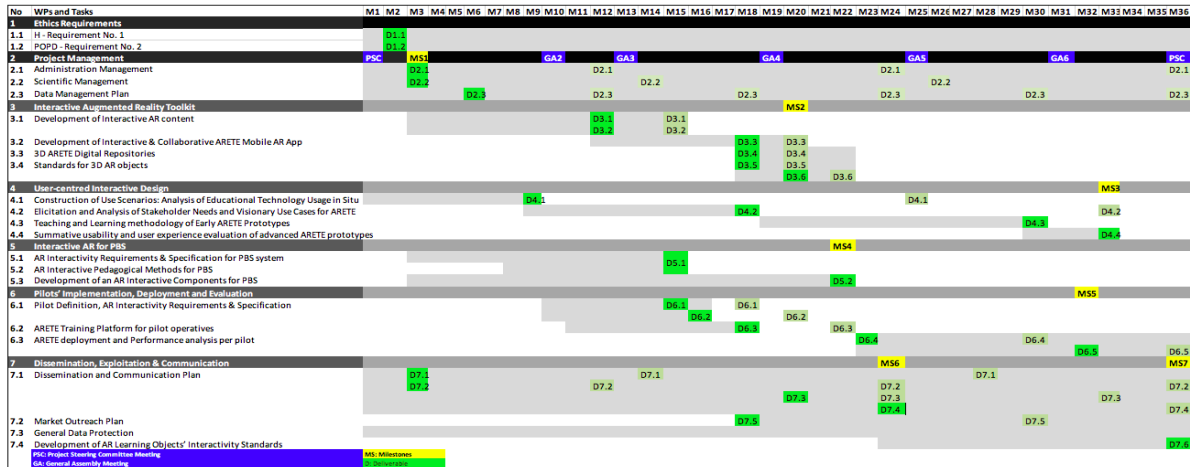 No WPs and Tasks M1 M2 M3 M4 M5 M6 M7 M8 M9 M10 M11 M12 M13 M14 M15 M16 M17 M18 M19 M20 M22 M23 M24 M25 M26 M27 M28 M29 M30 M31 M32 M33 M34 M35 M36
1 Ethics Requirements
1.1 H - Requirement No. 1 D1.1
1.2 POPD - Requirement No. 2 D1.2
2 Project Management PSC MS1 GA2 GA3 GA4 GA5 GA6 PSC
2.1 Administration Management D2.1 D2.1 D2.1 D2.1
2.2 Scientific Management D2.2 D2.2 D2.2
2.3 Data Management Plan D2.3 D2.3 D2.3 D2.3 D2.3 D2.3
3 Interactive Augmented Reality Toolkit MS2
3.1 Development of Interactive AR content D3.1 D3.1
D3.2 D3.2
3.2 Development of Interactive & Collaborative ARETE Mobile AR App D3.3 D3.3
3.3 3D ARETE Digital Repositories D3.4 D3.4
3.4 Standards for 3D AR objects D3.5 D3.5
D3.6 D3.6
4 User-centred Interactive Design MS3
4.1 Construction of Use Scenarios: Analysis of Educational Technology Usage in Situ D4.1 D4.1
4.2 Elicitation and Analysis of Stakeholder Needs and Visionary Use Cases for ARETE D4.2 D4.2
4.3 Teaching and Learning methodology of Early ARETE Prototypes D4.3
4.4 Summative usability and user experience evaluation of advanced ARETE prototypes D4.4
5 Interactive AR for PBS MS4
5.1 AR Interactivity Requirements & Specification for PBS system D5.1
5.2 AR Interactive Pedagogical Methods for PBS
5.3 Development of an AR Interactive Components for PBS D5.2
6 Pilots' Implementation, Deployment and Evaluation MS5
6.1 Pilot Definition, AR Interactivity Requirements & Specification D6.1 D6.1
D6.2 D6.2
6.2 ARETE Training Platform for pilot operatives D6.3 D6.3
6.3 ARETE deployment and Performance analysis per pilot D6.4 D6.4
D6.5 D6.5
7 Dissemination, Exploitation & Communication MS6 MS7
7.1 Dissemination and Communication Plan D7.1 D7.1 D7.1
D7.2 D7.2 D7.2 D7.2
D7.3 D7.3 D7.3
D7.4 D7.4
7.2 Market Outreach Plan D7.5 D7.5
7.3 General Data Protection
7.4 Development of AR Learning Objects' Interactivity Standards D7.6
PSC: Project Steering Committee Meeting MS: Milestones
GA: General Assembly Meeting D: Deliverable